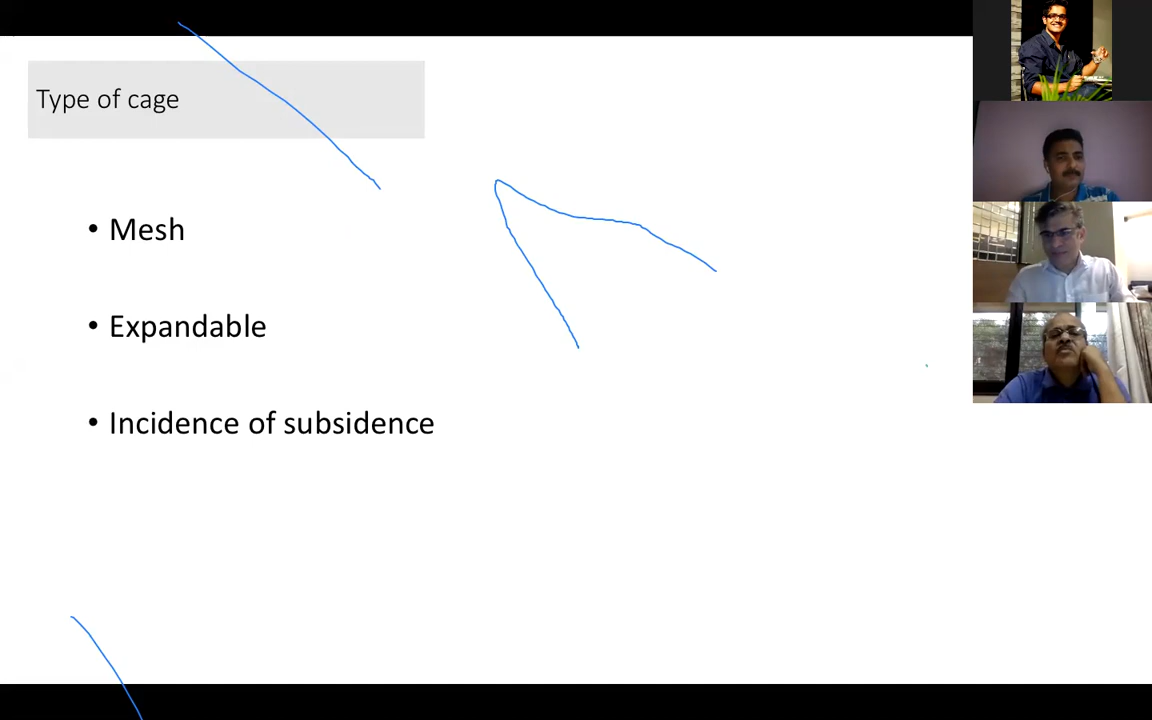 Type of cage
• Mesh
• Expandable
• Incidence of subsidence